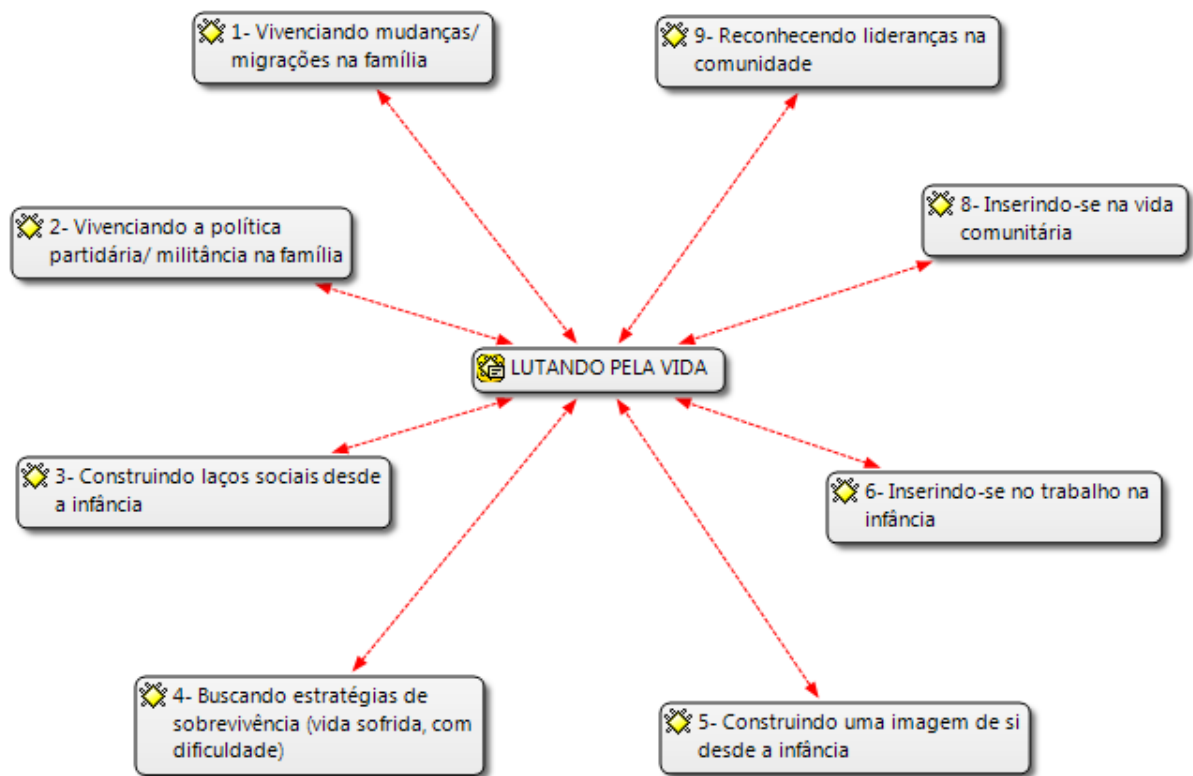 1- Vivenciando mudanças/
migrações na família
9- Reconhecendo lideranças na
comunidade
2- Vivenciando a política
partidária/ militância na família
8- Inserindo-se na vida
comunitária
LUTANDO PELA VIDA
3- Construindo laços sociais desde
a infância
6- Inserindo-se no trabalho na
infância
4- Buscando estratégias de
sobrevivência (vida sofrida, com
dificuldade)
5- Construindo uma imagem de si
desde a infância